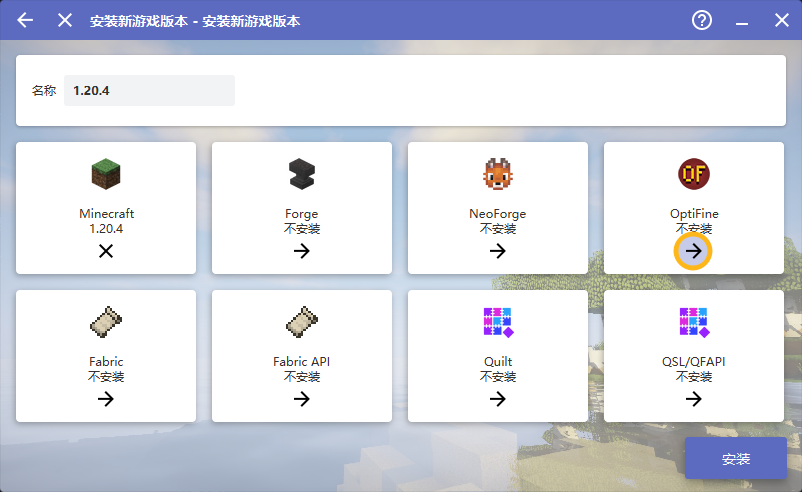 安装新游戏版本 - 安装新游戏版本
名称 1.20.4
Minecraft
1.20.4
Forge
不安装
NeoForge
不安装
OF
OptiFine
不安装
Fabric
不安装
Fabric API
不安装
Quilt
不安装
QSL/QFAPI
不安装
安装